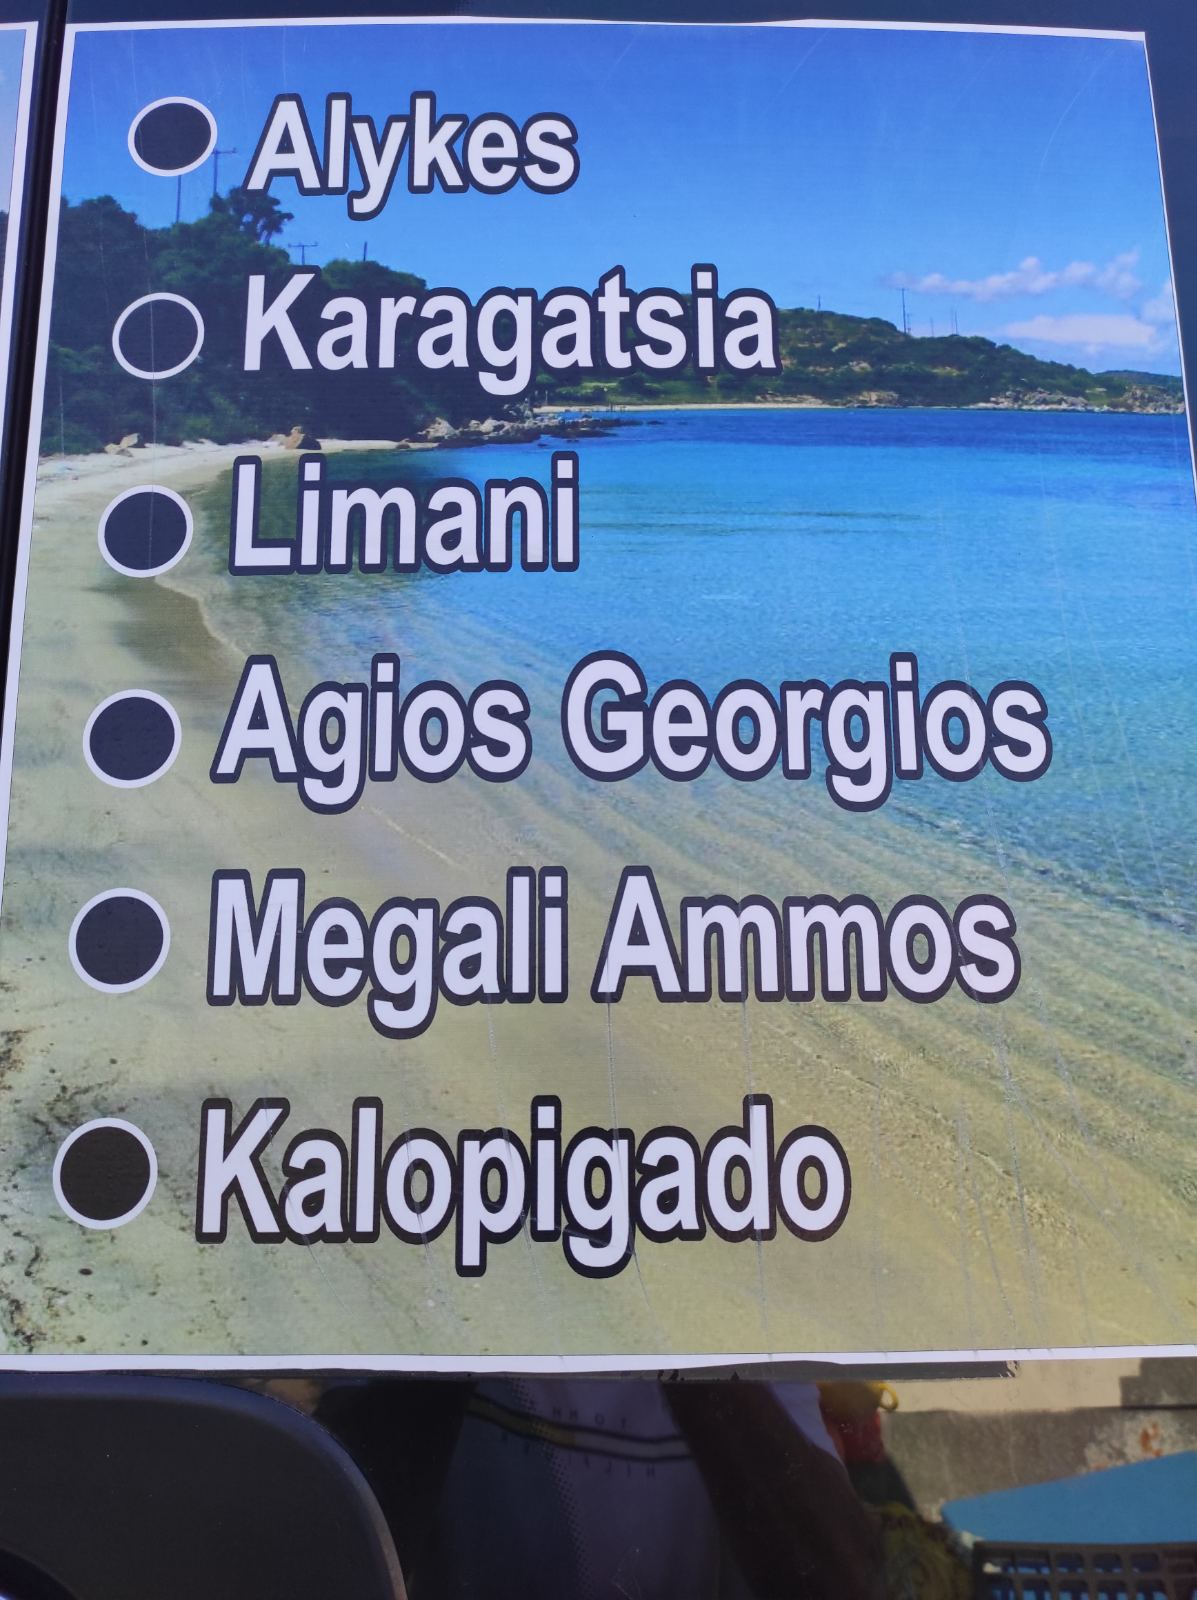 Alykes
Karagatsia
Limani
Agios Georgios
Megali Ammos
Kalopigado